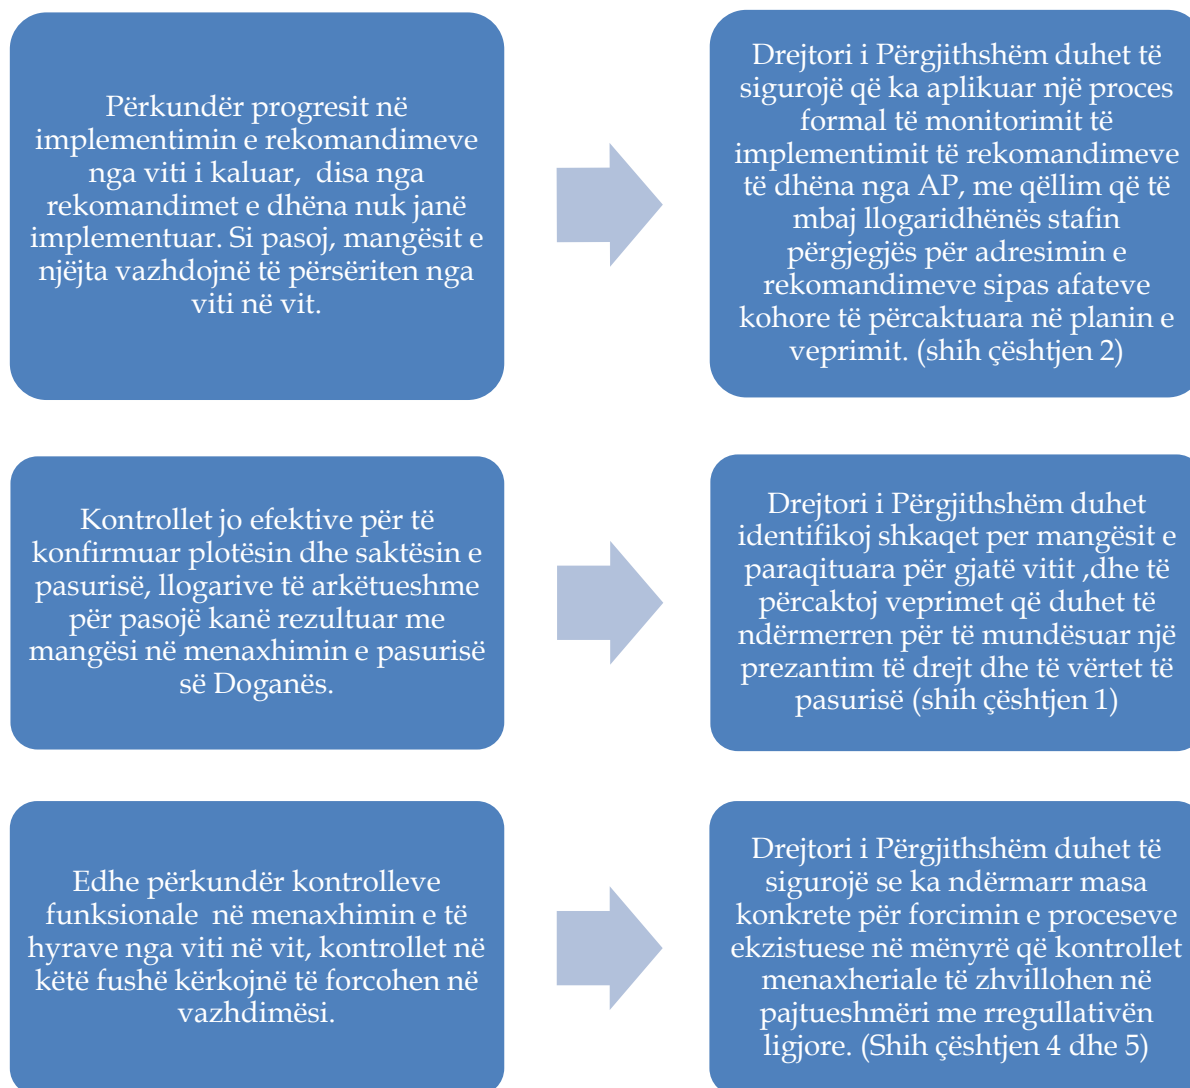 Përkundër progresit në
implementimin e rekomandimeve
nga viti i kaluar, disa nga
rekomandimet e dhëna nuk janë
implementuar. Si pasoj, mangësit e
njëjta vazhdojnë të përsëriten nga
viti në vit.
Drejtori i Përgjithshëm duhet të
sigurojë që ka aplikuar një proces
formal të monitorimit të
implementimit të rekomandimeve
të dhëna nga AP, me qëllim që të
mbaj llogaridhënës stafin
përgjegjës për adresimin e
rekomandimeve sipas afateve
kohore të përcaktuara në planin e
veprimit. (shih çështjen 2)
Kontrollet jo efektive për të
konfirmuar plotësin dhe saktësin e
pasurisë, llogarive të arkëtueshme
për pasojë kanë rezultuar me
mangësi në menaxhimin e pasurisë
së Doganës.
Drejtori i Përgjithshëm duhet
identifikoj shkaqet per mangësit e
paraqituara për gjatë vitit ,dhe të
përcaktoj veprimet që duhet të
ndërmerren për të mundësuar një
prezantim të drejt dhe të vërtet të
pasurisë (shih çështjen 1)
Edhe përkundër kontrolleve
funksionale në menaxhimin e të
hyrave nga viti në vit, kontrollet në
këtë fushë kërkojnë të forcohen në
vazhdimësi.
Drejtori i Përgjithshëm duhet të
sigurojë se ka ndërmarr masa
konkrete për forcimin e proceseve
ekzistuese në mënyrë që kontrollet
menaxheriale të zhvillohen në
pajtueshmëri me rregullativën
ligjore. (Shih çështjen 4 dhe 5)